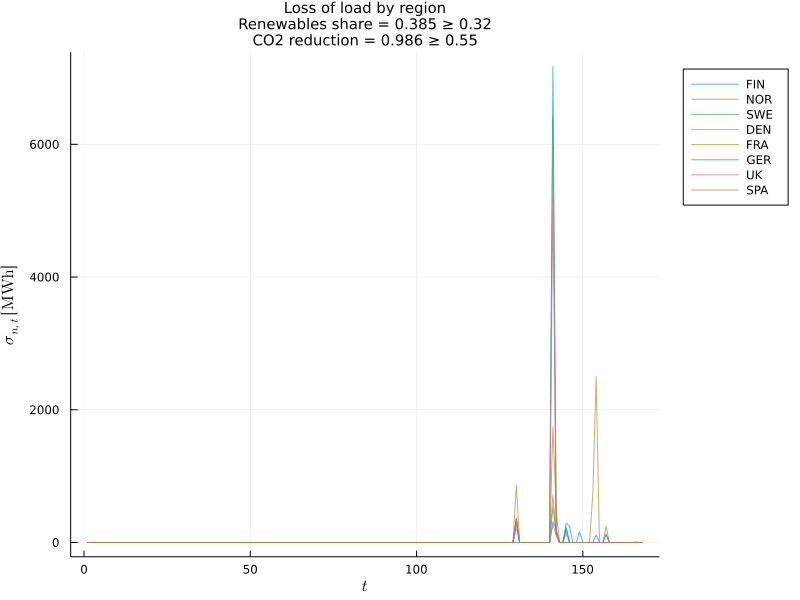 Loss of load by region
Renewables share = 0.385 ≥ 0.32
CO2 reduction = 0.986 ≥ 0.55
FIN
NOR
SWE
DEN
FRA
GER
UK
SPA
6000
4000
2000
0
σ_{n,t} [MWh]
0 50 100 150
t